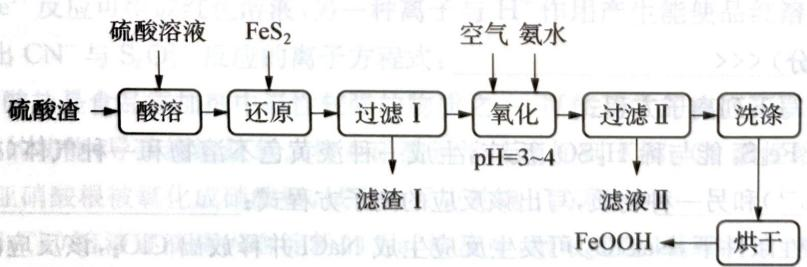 硫酸溶液 FeS₂ 空气 氨水
硫酸渣 酸溶 还原 过滤Ⅰ 氧化 过滤Ⅱ 洗涤
pH=3~4
滤渣Ⅰ 滤液Ⅱ
FeOOH 烘干